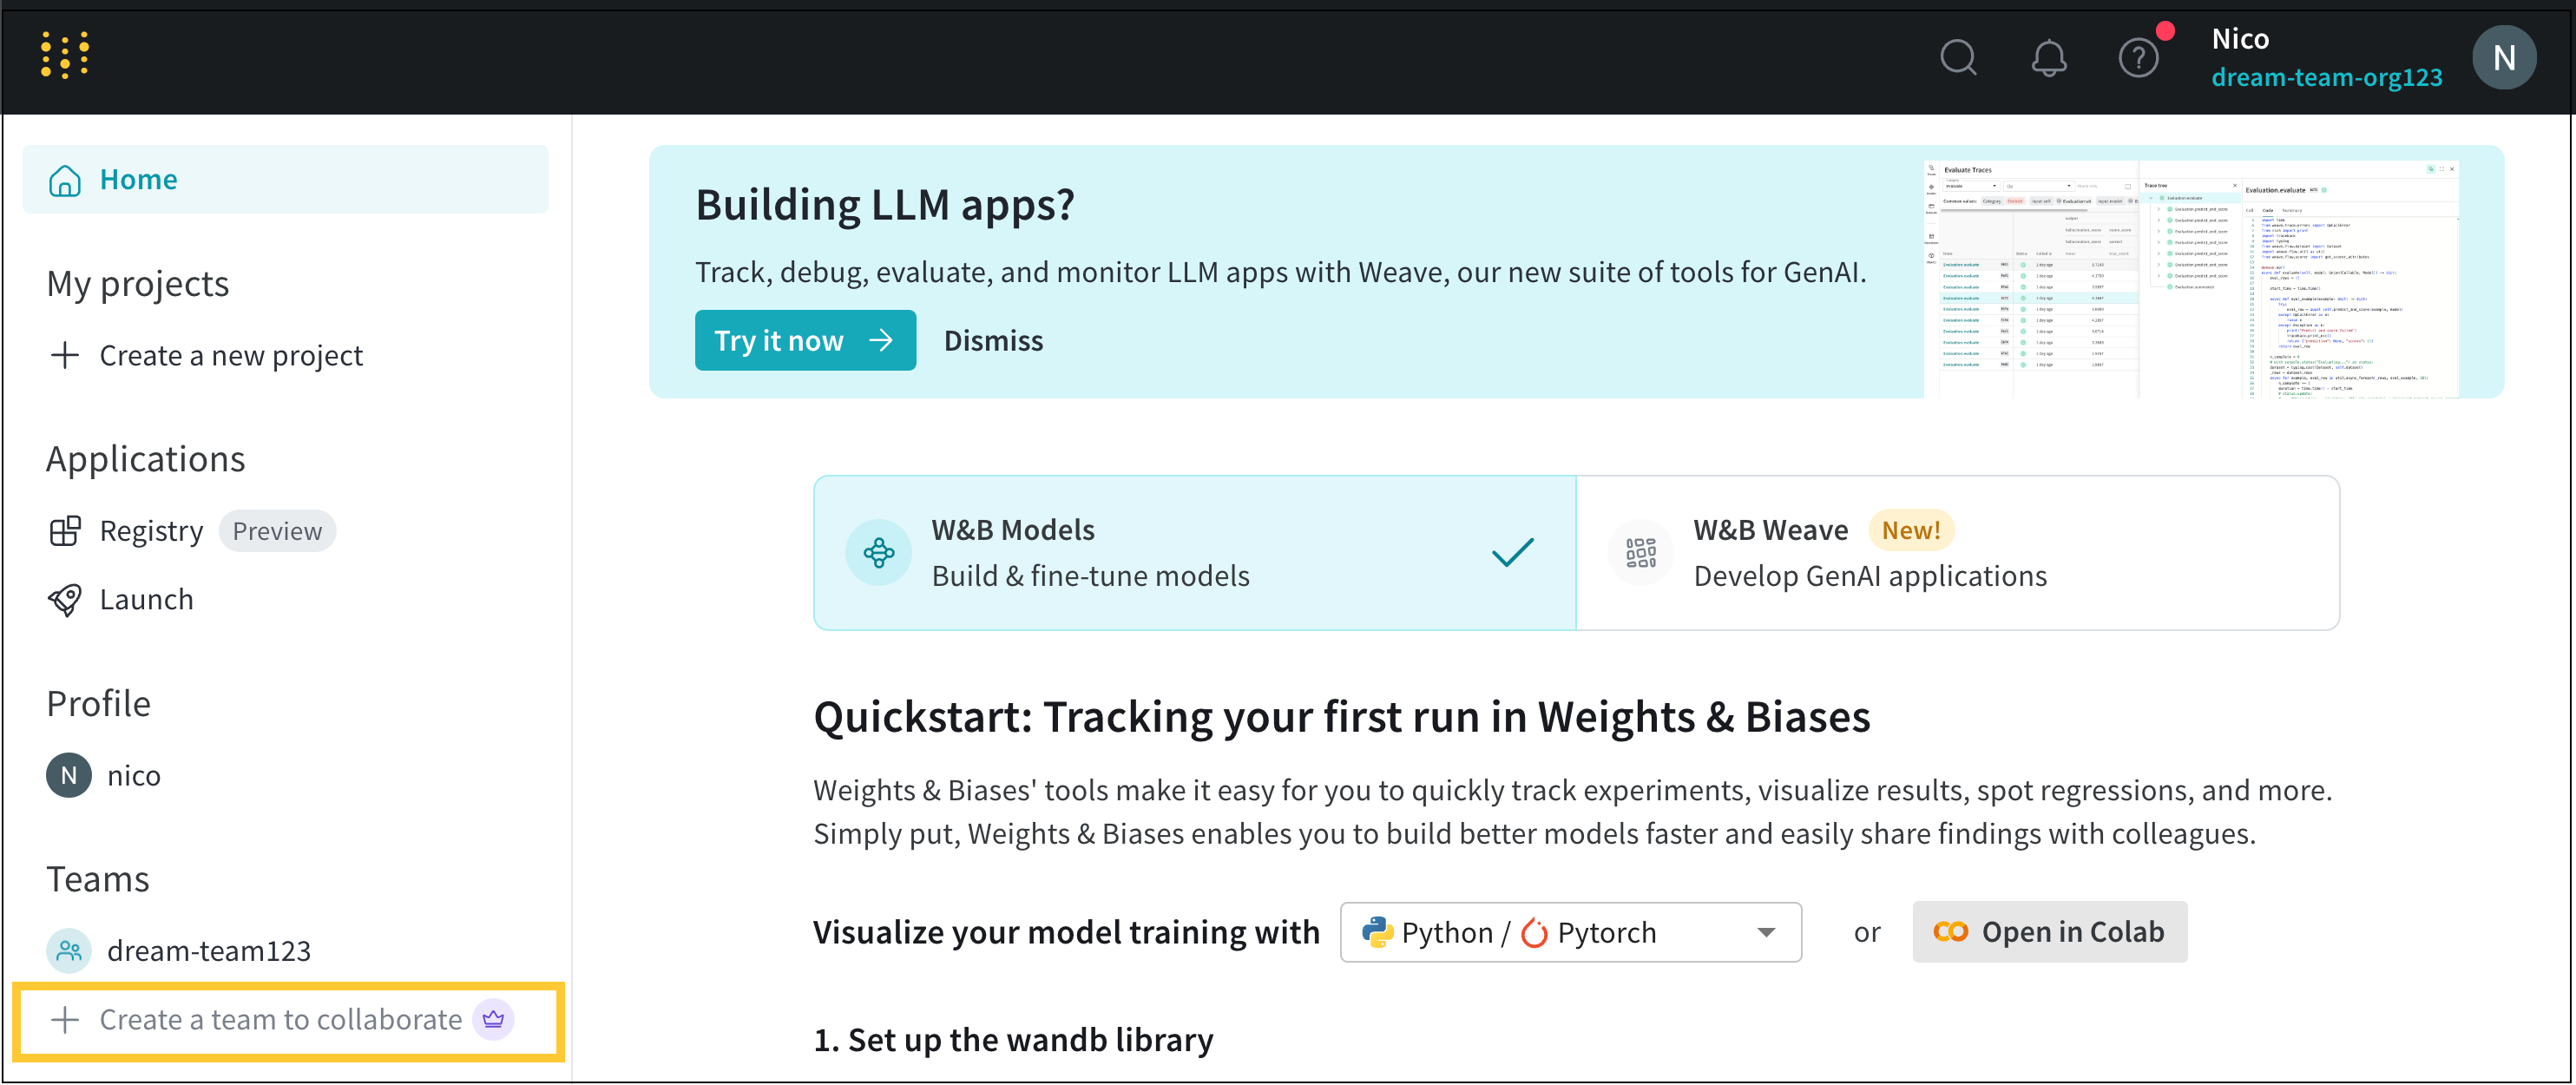 Nico
dream-team-org123
N
Home
My projects
Create a new project
Applications
Registry Preview
Launch
Profile
N nico
Teams
dream-team123
Create a team to collaborate
Building LLM apps?
Track, debug, evaluate, and monitor LLM apps with Weave, our new suite of tools for GenAI.
Try it now
Dismiss
Evaluate Traces
Trace tree
Evaluation.evaluate
W&B Models
Build & fine-tune models
W&B Weave New!
Develop GenAI applications
Quickstart: Tracking your first run in Weights & Biases
Weights & Biases' tools make it easy for you to quickly track experiments, visualize results, spot regressions, and more.
Simply put, Weights & Biases enables you to build better models faster and easily share findings with colleagues.
Visualize your model training with Python / Pytorch or Open in Colab
1. Set up the wandb library